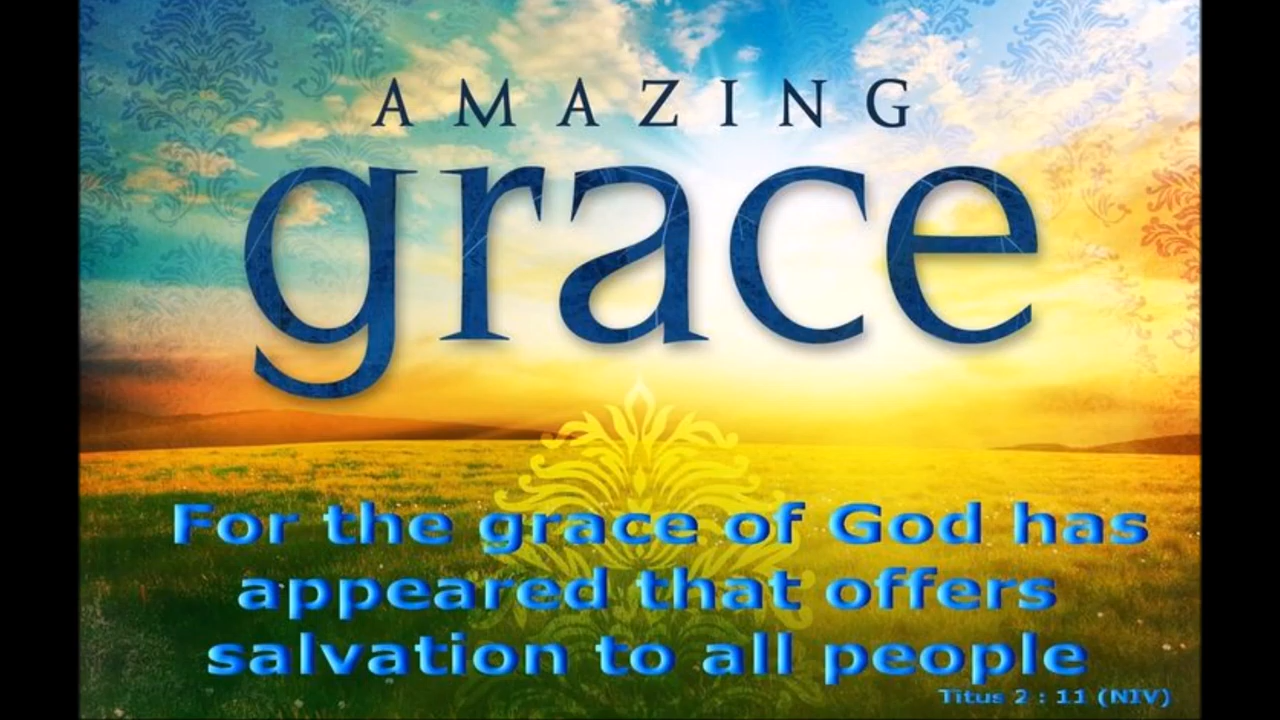 AMAZING
grace
For the grace of God has
appeared that offers
salvation to all people
Titus 2 : 11 (NIV)